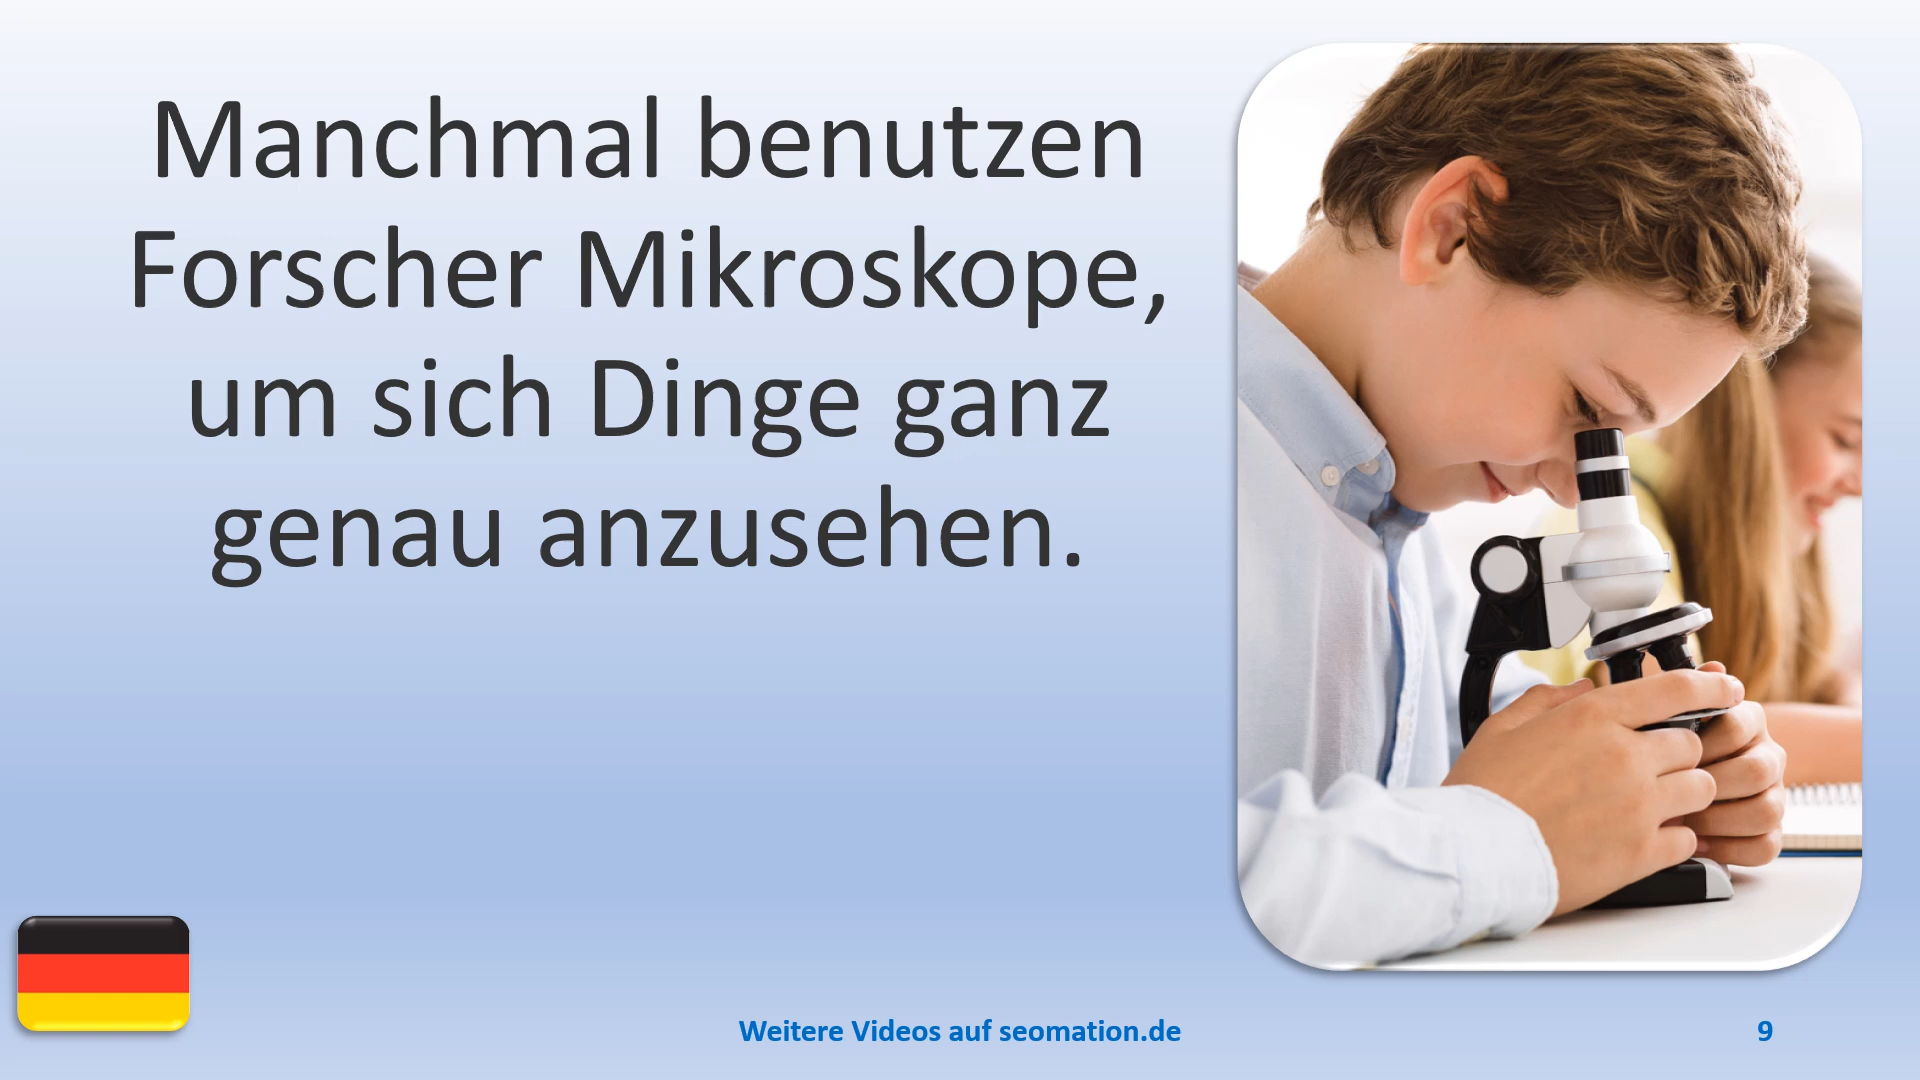 Manchmal benutzen
Forscher Mikroskope,
um sich Dinge ganz
genau anzusehen.
Weitere Videos auf seomation.de
9